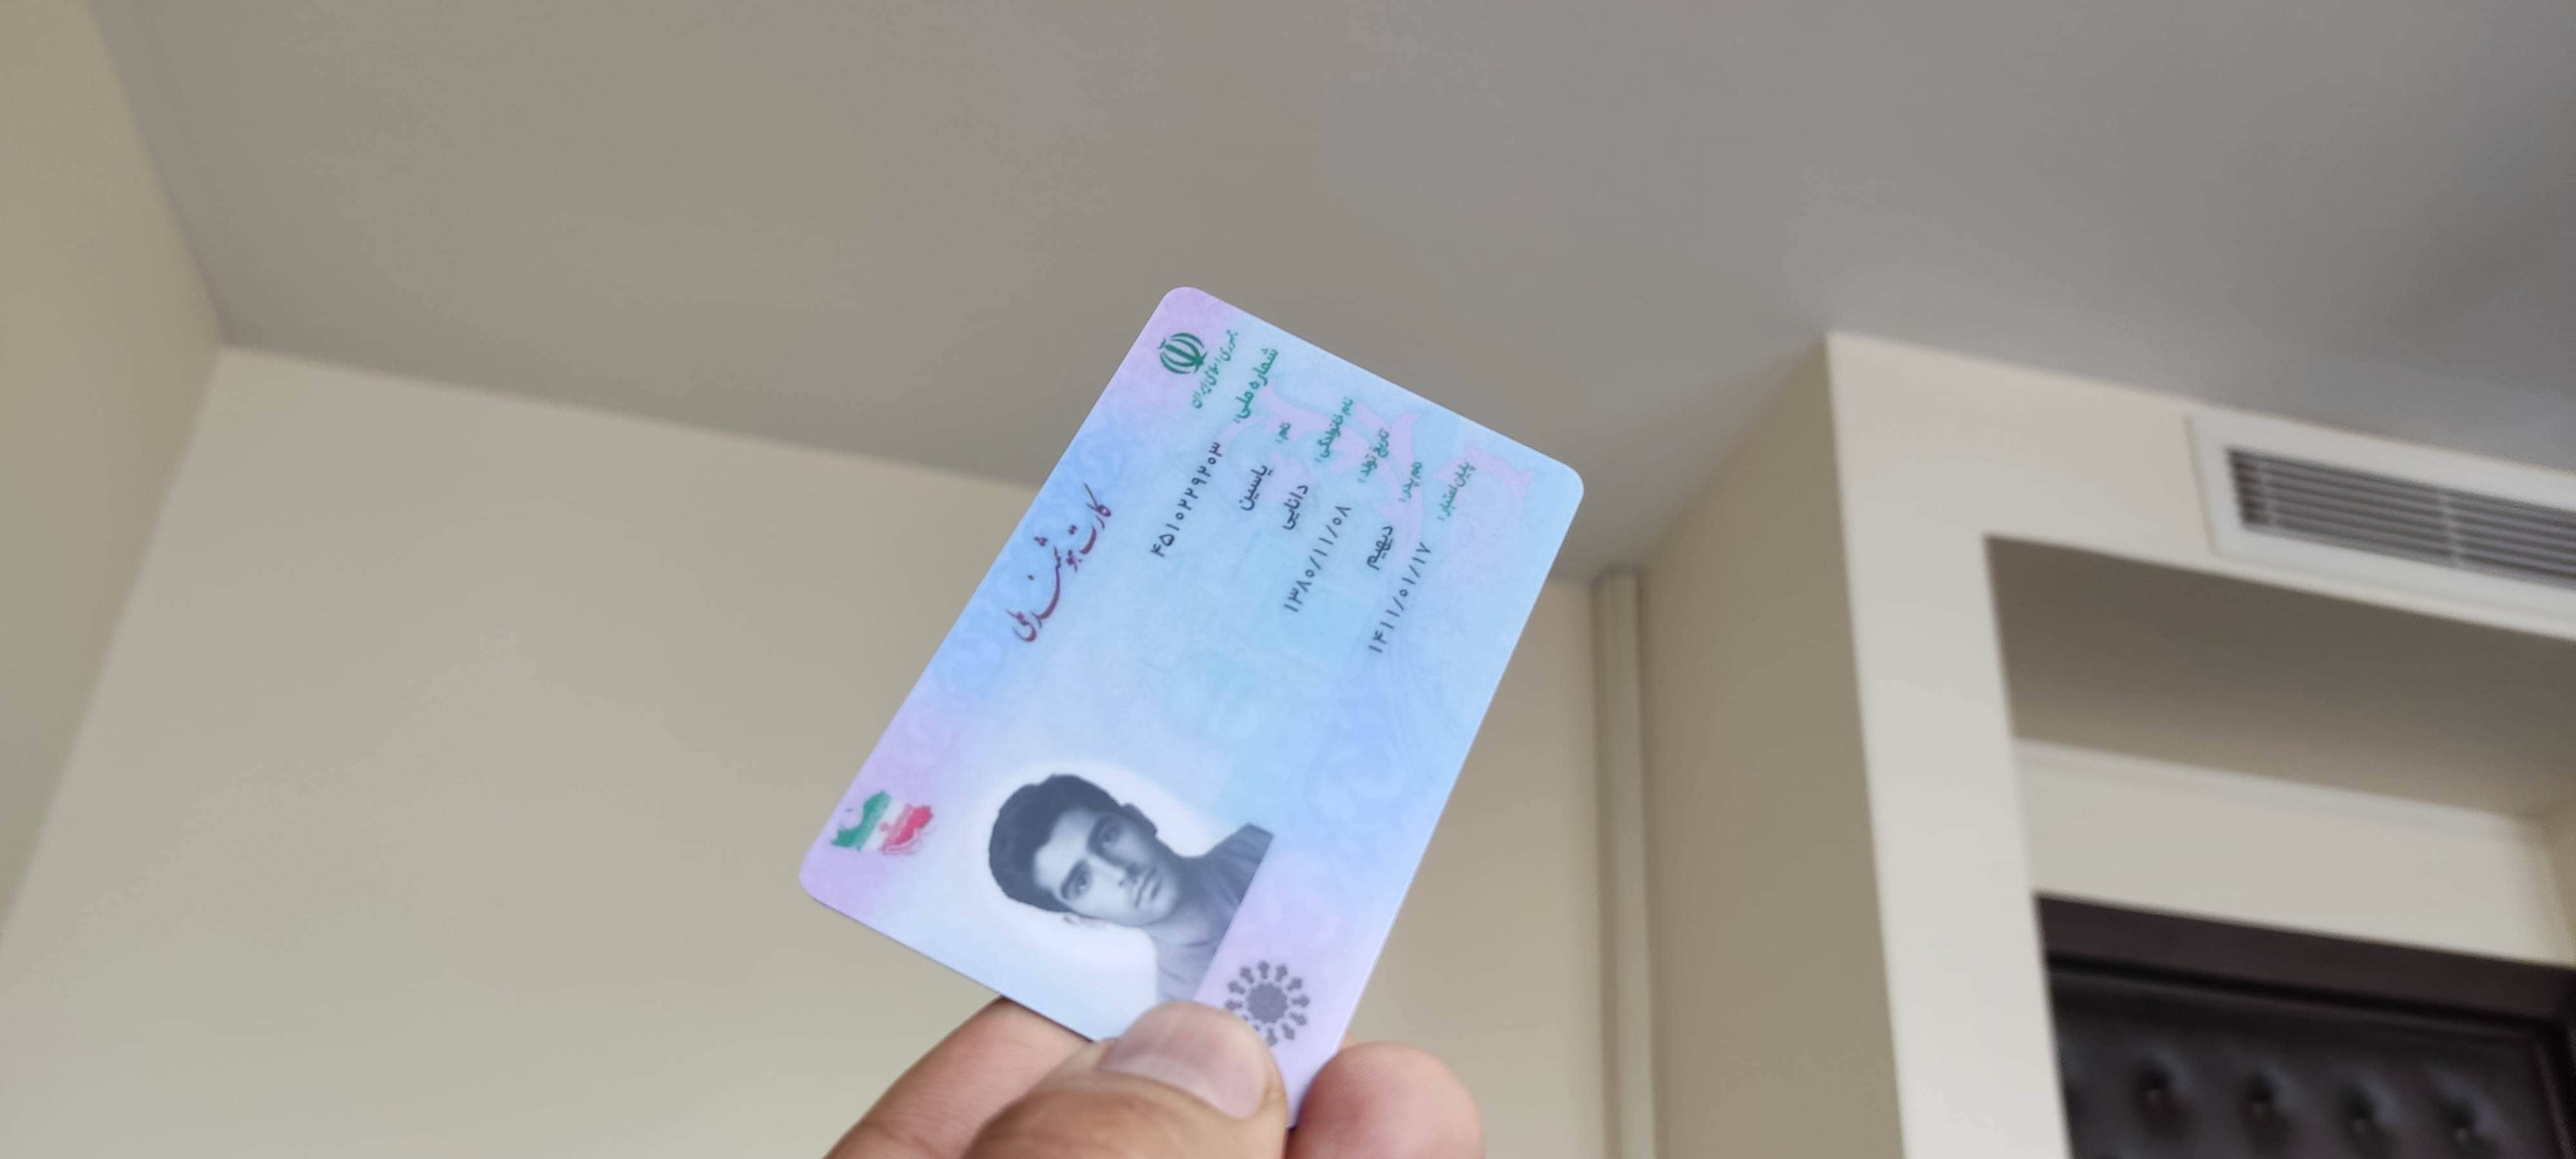 جمهوری اسلامی ایران
کارت هوشمند ملی
شماره ملی: ۴۵۱۰۲۲۹۲۰۳
نام: یاسین
نام خانوادگی: دانایی
تاریخ تولد: ۱۳۸۰/۱۱/۰۸
نام پدر: دیهیم
پایان اعتبار: ۱۴۱۱/۰۱/۱۷